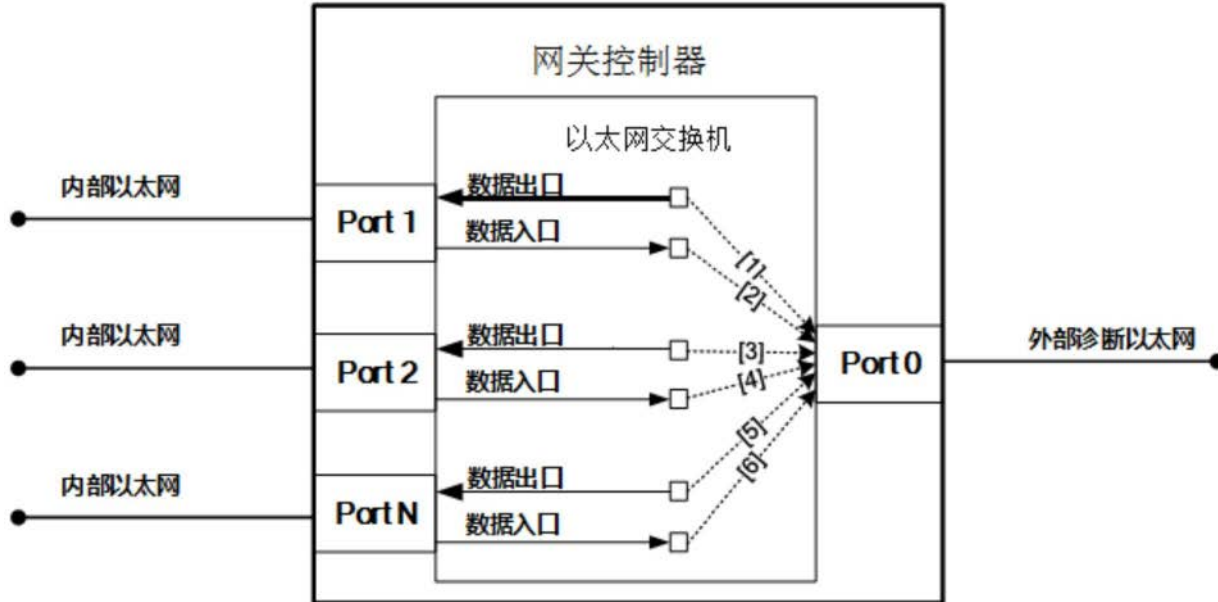 网关控制器
以太网交换机
内部以太网
Port 1
数据出口
数据入口
[1]
[2]
内部以太网
Port 2
数据出口
数据入口
[3]
[4]
Port 0
外部诊断以太网
内部以太网
Port N
数据出口
数据入口
[5]
[6]